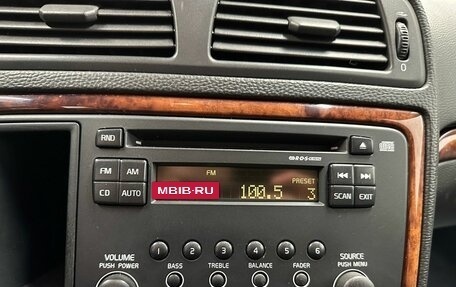 0
RND
R·D·S
FM AM
CD AUTO
FM
MBIB-RU
100.5
PRESET
3
SCAN EXIT
1 2 3 4 5 6
VOLUME
PUSH POWER
BASS TREBLE BALANCE FADER
SOURCE
PUSH MENU